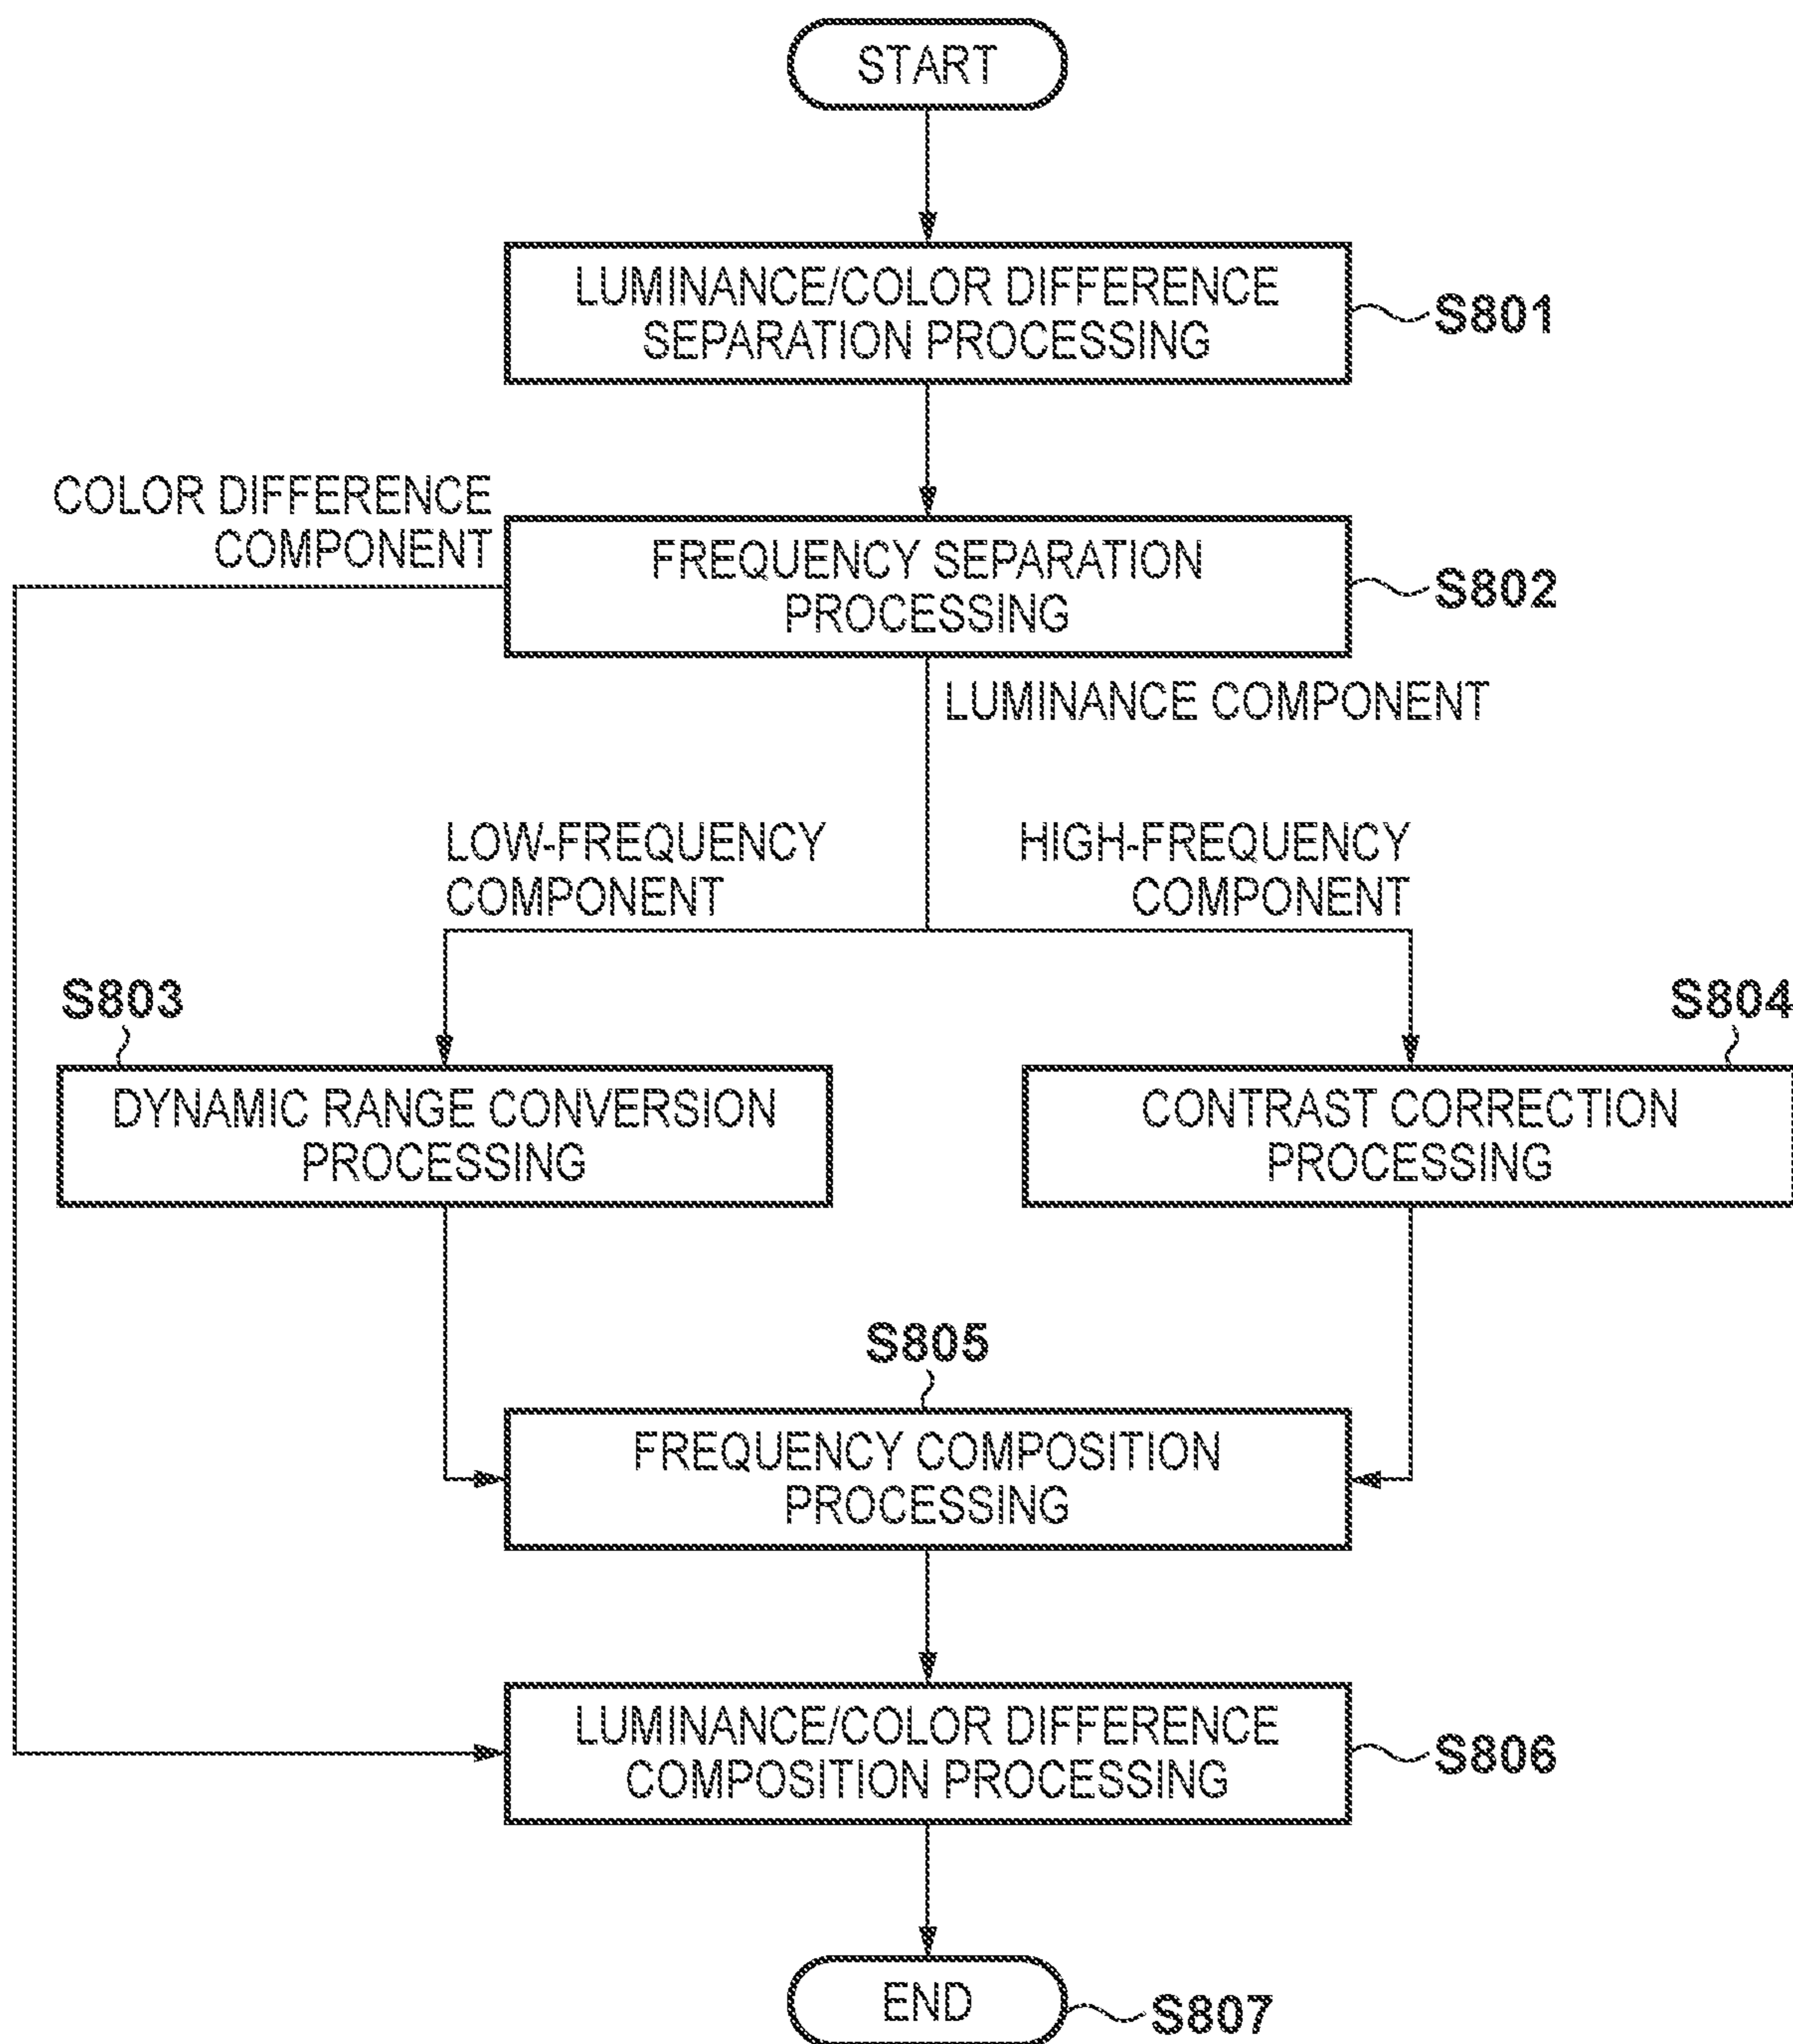 START
LUMINANCE/COLOR DIFFERENCE
SEPARATION PROCESSING
S801
COLOR DIFFERENCE
COMPONENT
FREQUENCY SEPARATION
PROCESSING
S802
LUMINANCE COMPONENT
LOW-FREQUENCY
COMPONENT
HIGH-FREQUENCY
COMPONENT
S803
DYNAMIC RANGE CONVERSION
PROCESSING
S804
CONTRAST CORRECTION
PROCESSING
S805
FREQUENCY COMPOSITION
PROCESSING
LUMINANCE/COLOR DIFFERENCE
COMPOSITION PROCESSING
S806
END
S807